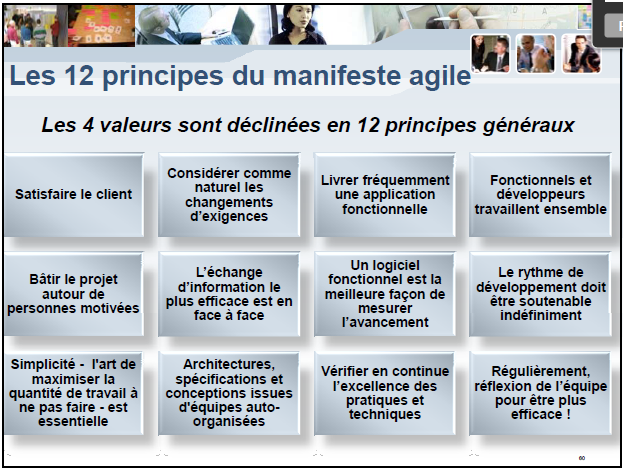 Les 12 principes du manifeste agile
Les 4 valeurs sont déclinées en 12 principes généraux
Satisfaire le client
Considérer comme
naturel les
changements
d'exigences
Livrer fréquemment
une application
fonctionnelle
Fonctionnels et
développeurs
travaillent ensemble
Bâtir le projet
autour de
personnes motivées
L'échange
d'information le
plus efficace est en
face à face
Un logiciel
fonctionnel est la
meilleure façon de
mesurer
l'avancement
Le rythme de
développement doit
être soutenable
indéfiniment
Simplicité - l'art de
maximiser la
quantité de travail à
ne pas faire - est
essentielle
Architectures,
spécifications et
conceptions issues
d'équipes auto-
organisées
Vérifier en continue
l'excellence des
pratiques et
techniques
Régulièrement,
réflexion de l'équipe
pour être plus
efficace !
60